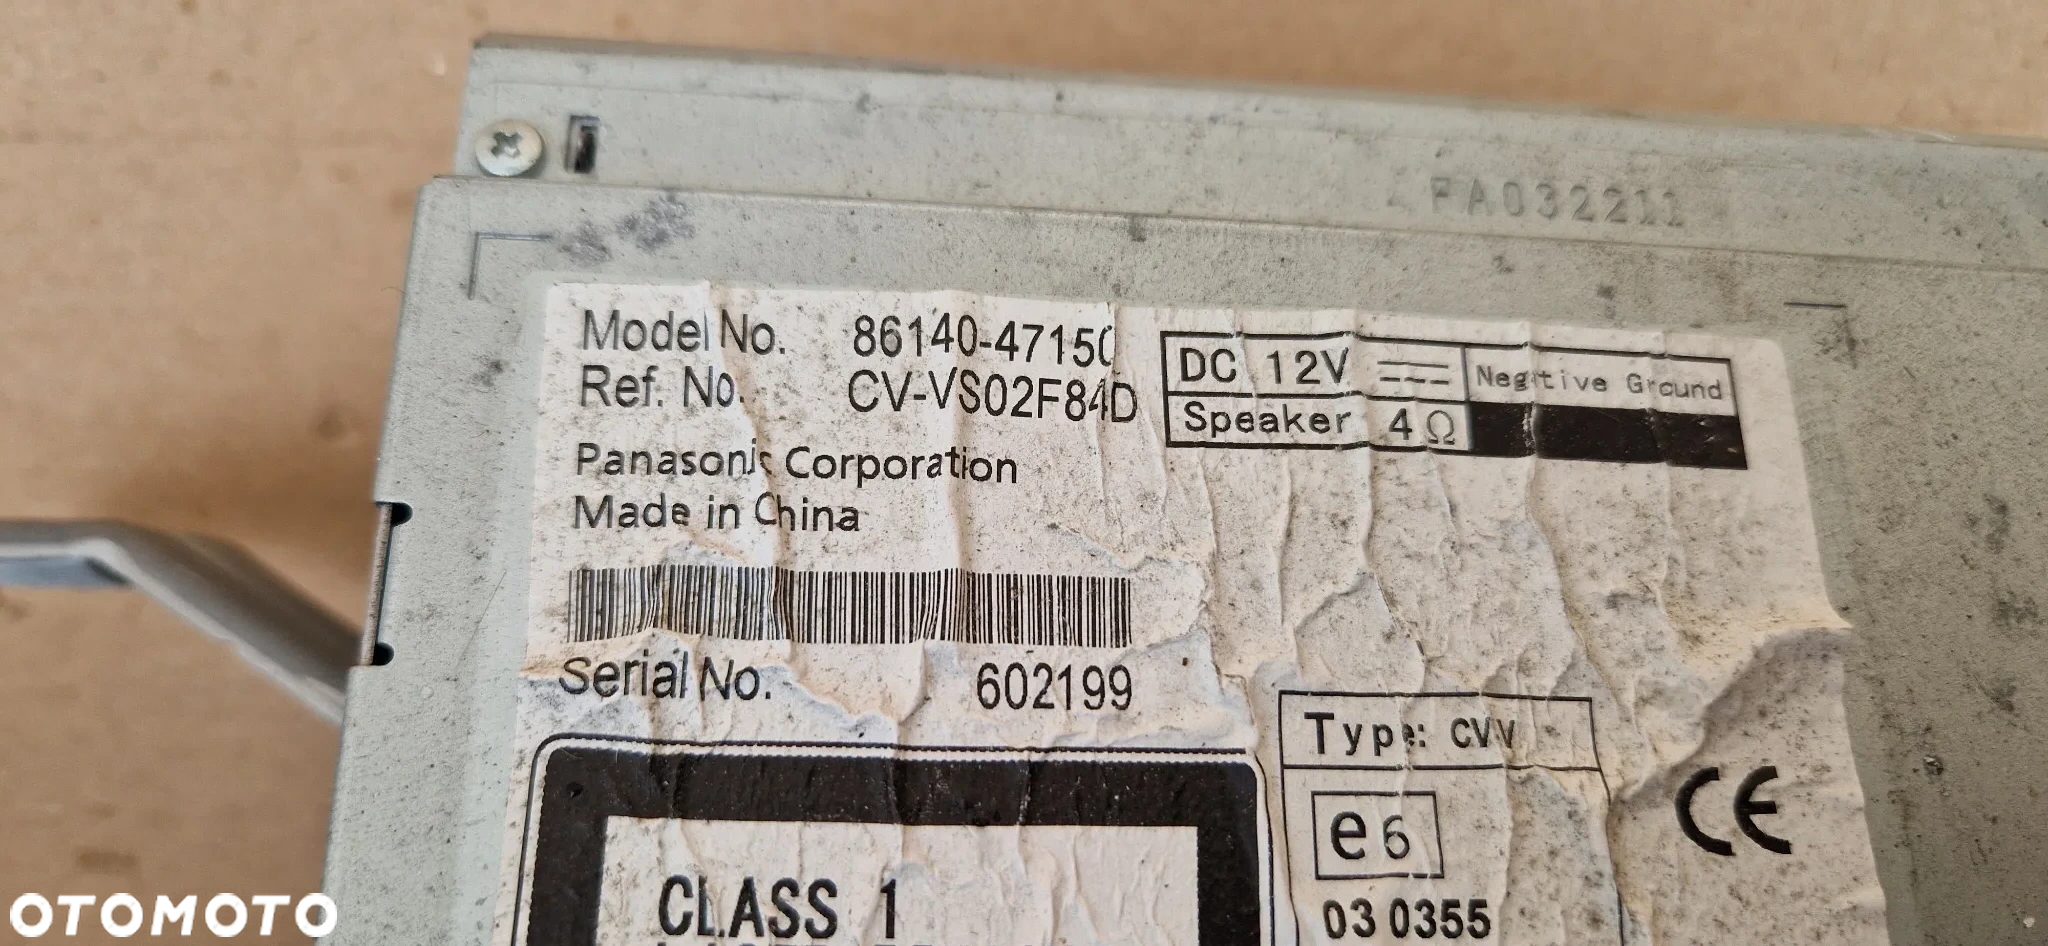 PA032211
Model No. 86140-47150
Ref. No. CV-VS02F84D
Panasonic Corporation
Made in China
DC 12V
Negative Ground
Speaker 4Ω
Serial No. 602199
Type: CVV
e6
03 0355
CE
CLASS 1
OTOMOTO